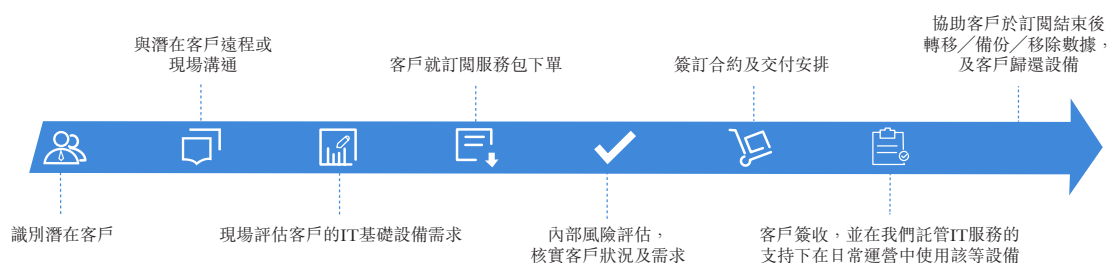 識別潛在客戶
與潛在客戶遠程或
現場溝通
現場評估客戶的IT基礎設備需求
客戶就訂閱服務包下單
內部風險評估，
核實客戶狀況及需求
簽訂合約及交付安排
客戶簽收，並在我們託管IT服務的
支持下在日常運營中使用該等設備
協助客戶於訂閱結束後
轉移／備份／移除數據，
及客戶歸還設備